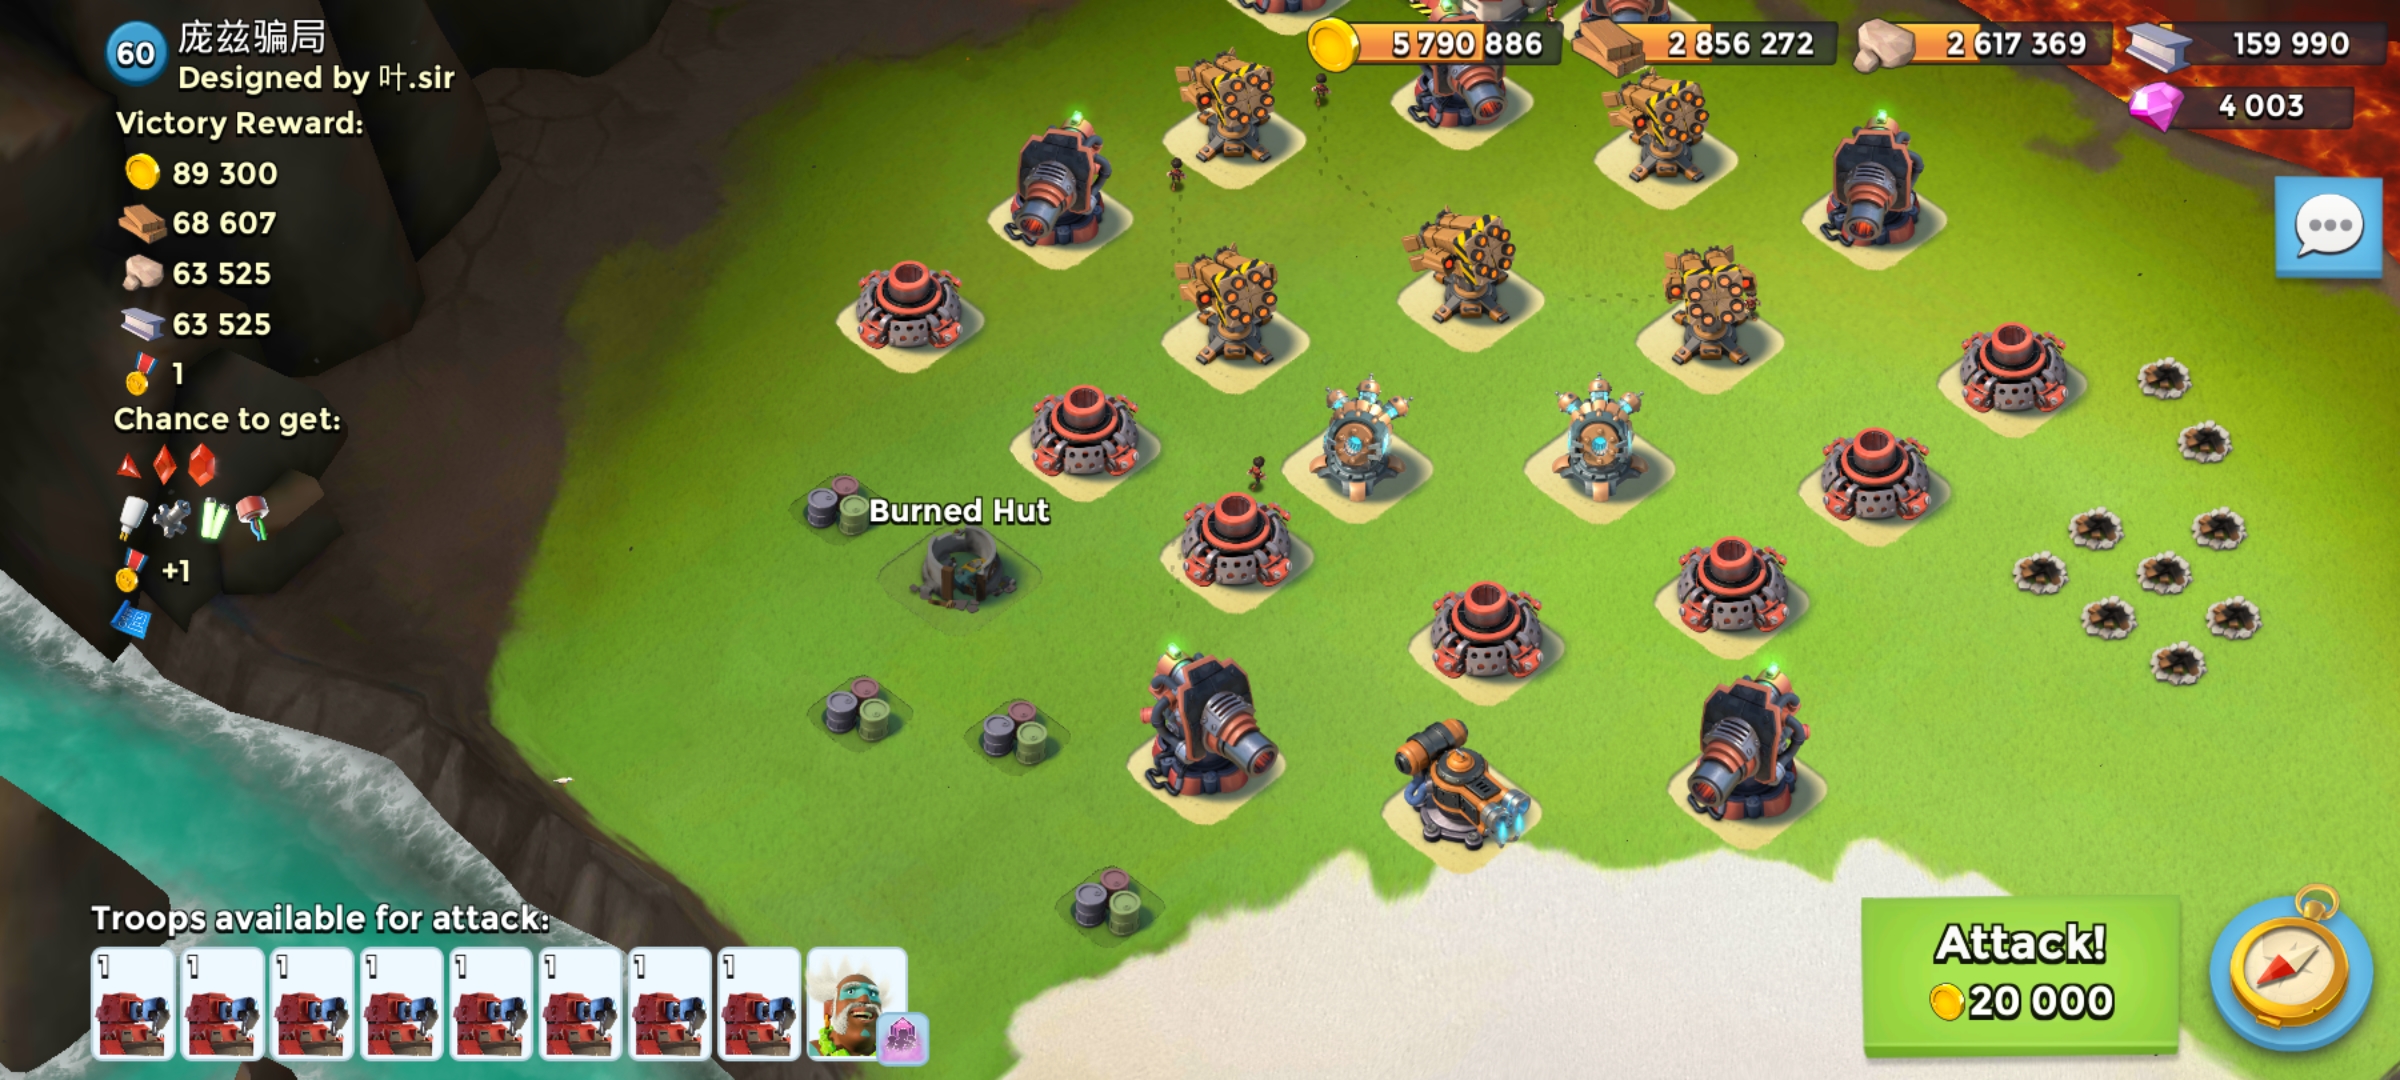 60
庞兹骗局
Designed by 叶.sir
5 790 886
2 856 272
2 617 369
159 990
4 003
Victory Reward:
89 300
68 607
63 525
63 525
1
Chance to get:
+1
Burned Hut
Troops available for attack:
1 1 1 1 1 1 1 1
Attack!
20 000